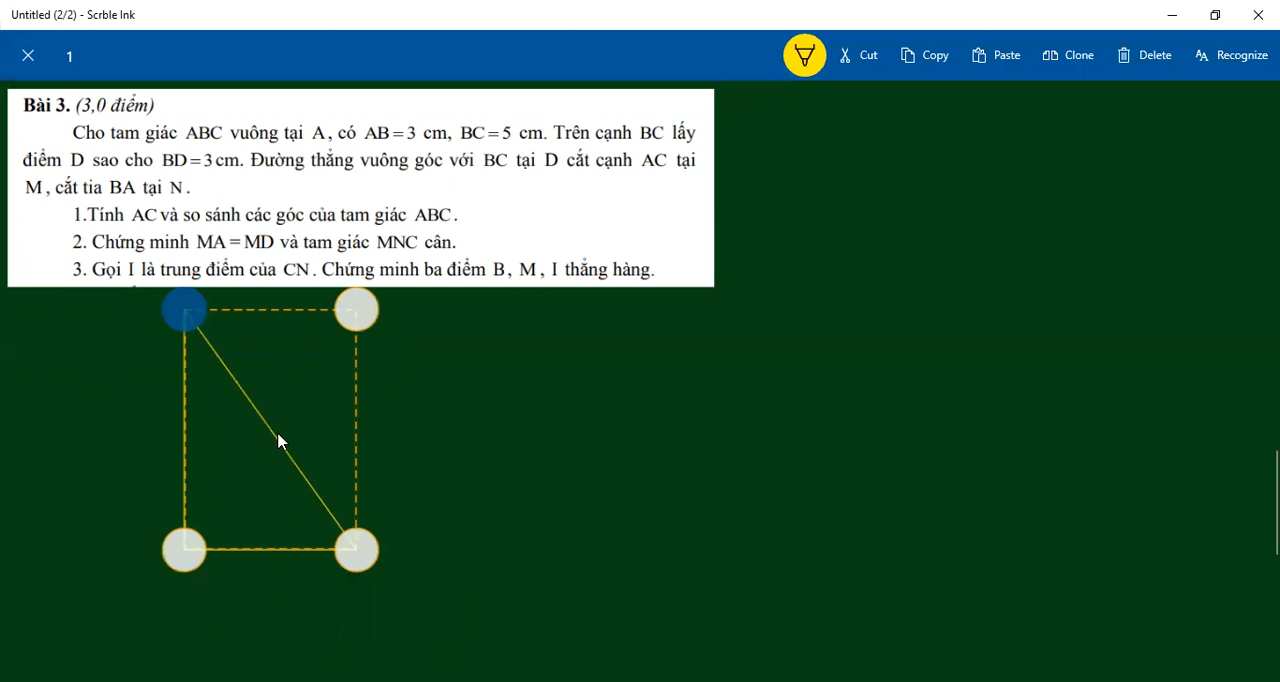 Untitled (2/2) - Scrble Ink
1 Cut Copy Paste Clone Delete Recognize
Bài 3. (3,0 điểm)
Cho tam giác ABC vuông tại A, có AB=3 cm, BC=5 cm. Trên cạnh BC lấy
điểm D sao cho BD=3cm. Đường thẳng vuông góc với BC tại D cắt cạnh AC tại
M, cắt tia BA tại N.
1.Tính AC và so sánh các góc của tam giác ABC.
2. Chứng minh MA=MD và tam giác MNC cân.
3. Gọi I là trung điểm của CN. Chứng minh ba điểm B, M, I thẳng hàng.